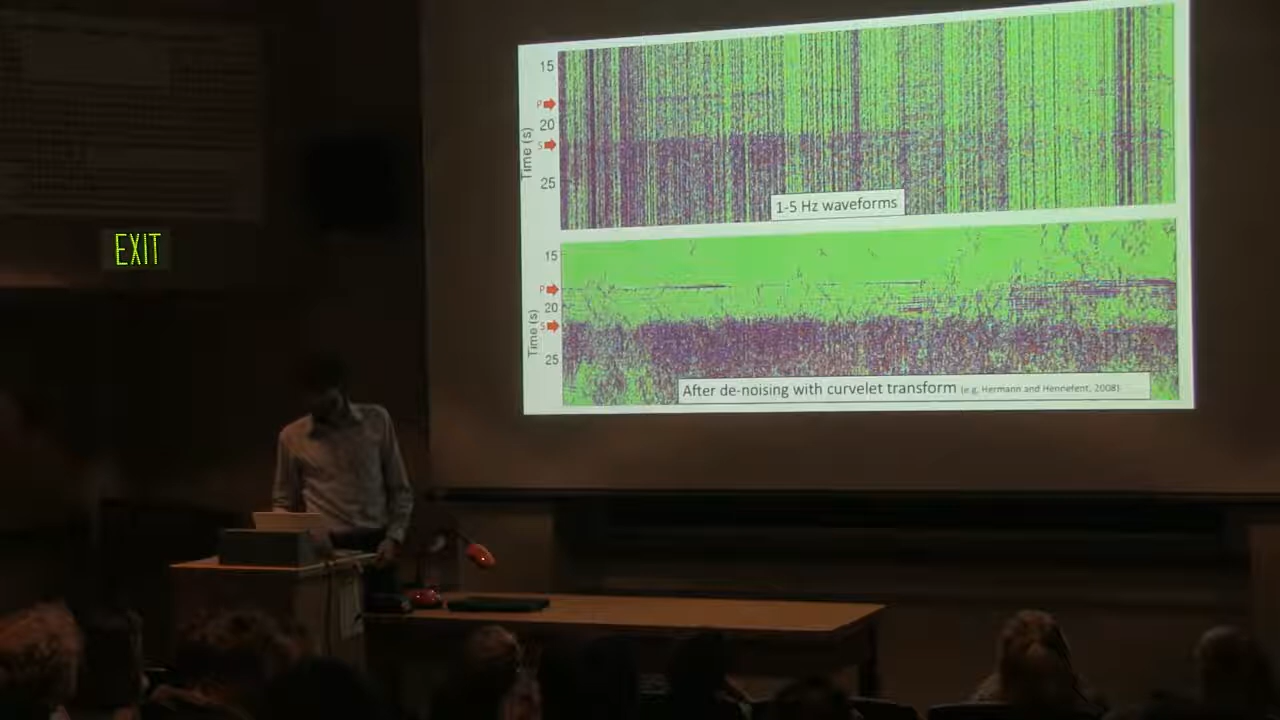 EXIT
15
P
20
S
25
Time (s)
1-5 Hz waveforms
15
P
20
S
25
Time (s)
After de-noising with curvelet transform (e.g. Hermann and Hennefent, 2008)